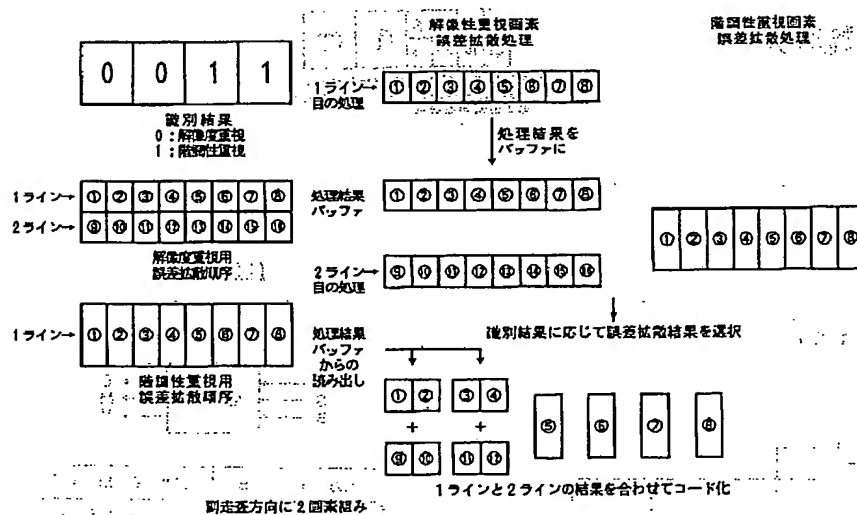 解像性重視画素
誤差拡散処理
階調性重視画素
誤差拡散処理
0 0 1 1
識別結果
0:解像度重視
1:階調性重視
1ライン→
目の処理
① ② ③ ④ ⑤ ⑥ ⑦ ⑧
処理結果を
バッファに
1ライン→ ① ② ③ ④ ⑤ ⑥ ⑦ ⑧
2ライン→ ⑨ ⑩ ⑪ ⑫ ⑬ ⑭ ⑮ ⑯
解像度重視用
誤差拡散順序
処理結果
バッファ
① ② ③ ④ ⑤ ⑥ ⑦ ⑧
2ライン→
目の処理
⑨ ⑩ ⑪ ⑫ ⑬ ⑭ ⑮ ⑯
① ② ③ ④ ⑤ ⑥ ⑦ ⑧
1ライン→ ① ② ③ ④ ⑤ ⑥ ⑦ ⑧
階調性重視用
誤差拡散順序
識別結果に応じて誤差拡散結果を選択
処理結果
バッファ
からの
読み出し
① ② ③ ④
+ +
⑨ ⑩ ⑪ ⑫
⑤ ⑥ ⑦ ⑧
1ラインと2ラインの結果を合わせてコード化
副走査方向に2画素組み